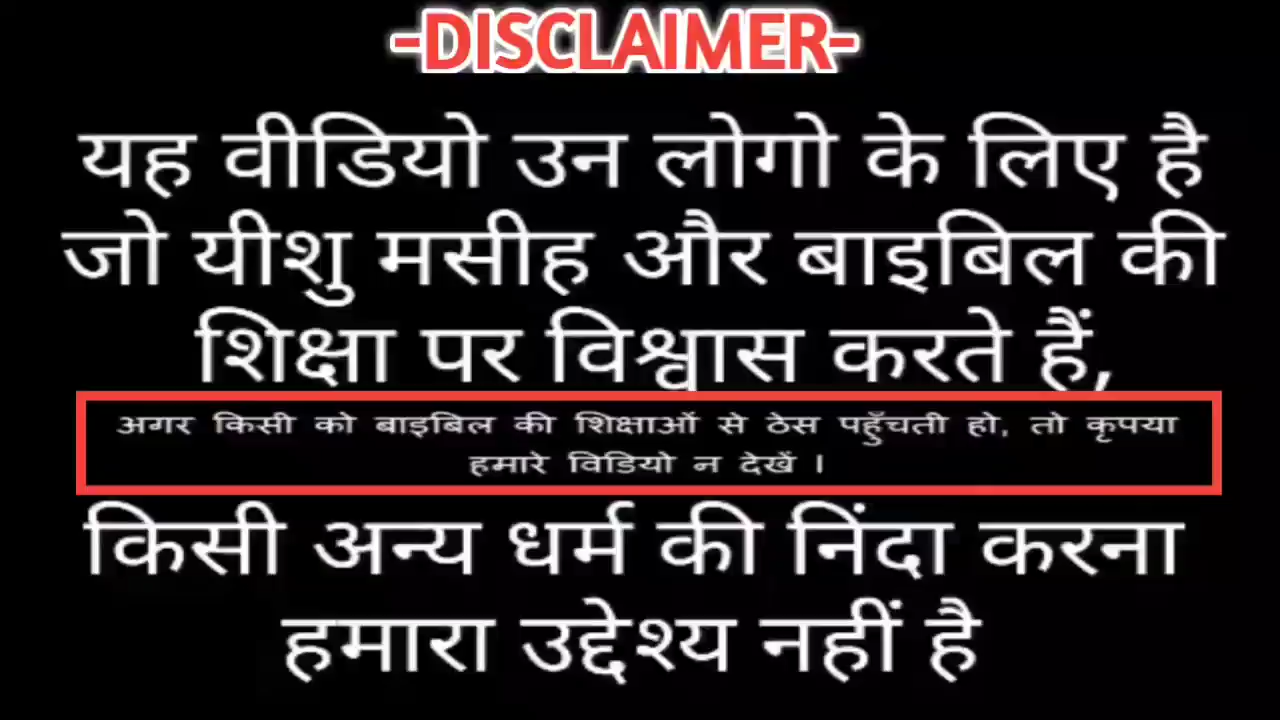 -DISCLAIMER-
यह वीडियो उन लोगो के लिए है
जो यीशु मसीह और बाइबिल की
शिक्षा पर विश्वास करते हैं,
अगर किसी को बाइबिल की शिक्षाओं से ठेस पहुँचती हो, तो कृपया
हमारे विडियो न देखें ।
किसी अन्य धर्म की निंदा करना
हमारा उद्देश्य नहीं है